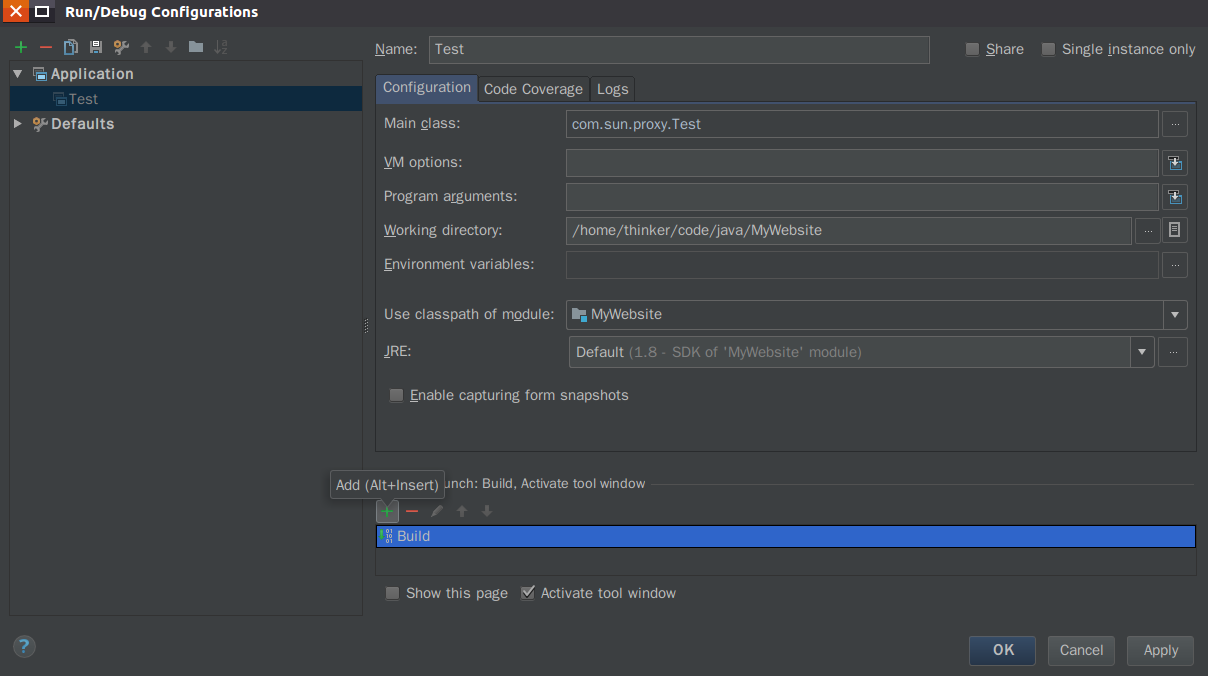 Run/Debug Configurations
Name: Test Share Single instance only
Application
Test
Defaults
Configuration Code Coverage Logs
Main class: com.sun.proxy.Test ...
VM options:
Program arguments:
Working directory: /home/thinker/code/java/MyWebsite ...
Environment variables: ...
Use classpath of module: MyWebsite
JRE: Default (1.8 - SDK of 'MyWebsite' module) ...
Enable capturing form snapshots
Add (Alt+Insert)
unch: Build, Activate tool window
Build
Show this page Activate tool window
? OK Cancel Apply